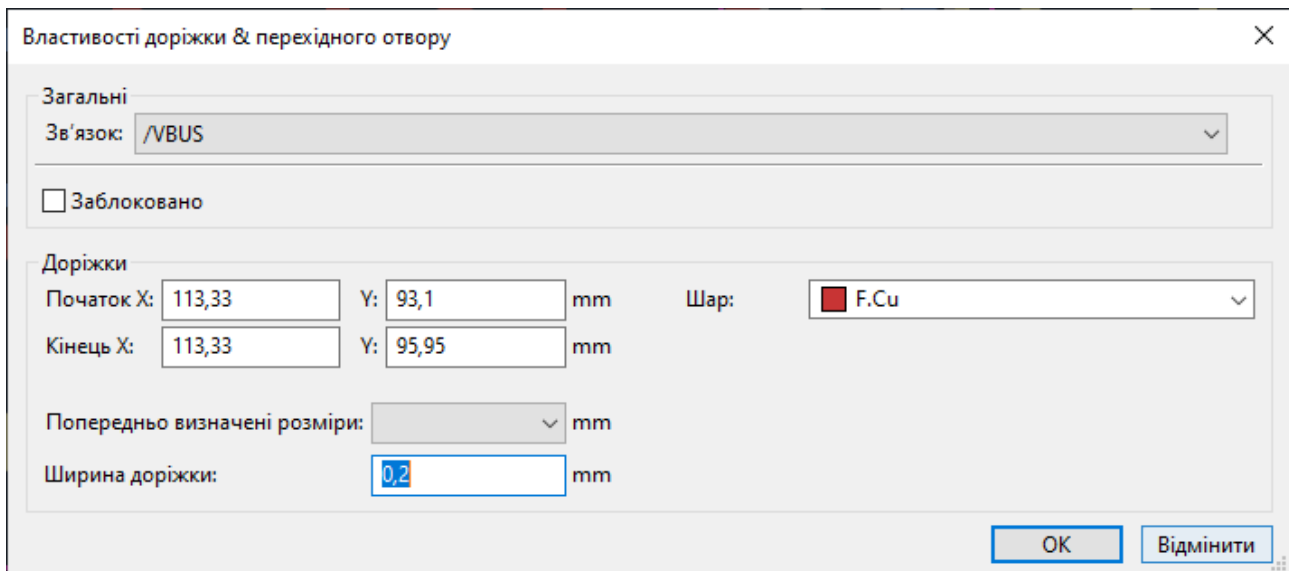 Властивості доріжки & перехідного отвору
Загальні
Зв'язок: /VBUS
Заблоковано
Доріжки
Початок X: 113,33 Y: 93,1 mm Шар: F.Cu
Кінець X: 113,33 Y: 95,95 mm
Попередньо визначені розміри: mm
Ширина доріжки: 0,2 mm
OK Відмінити